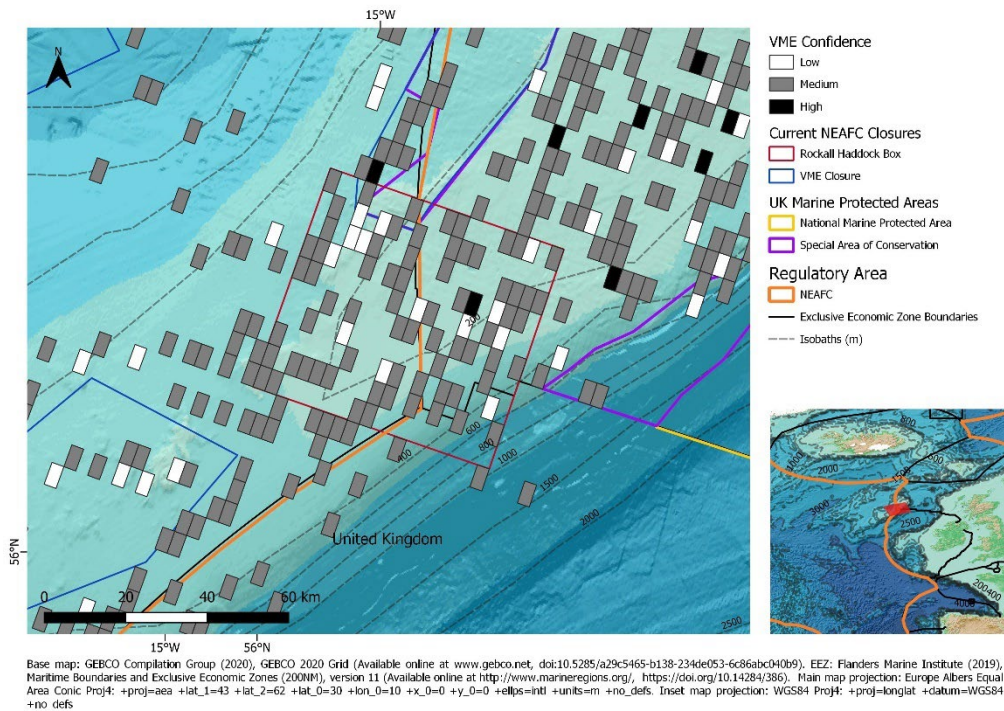 15°W
N
200
600
400
800
1000
1500
2000
2500
United Kingdom
56°N
0 20 40 60 km
15°W 56°N
VME Confidence
Low
Medium
High
Current NEAFC Closures
Rockall Haddock Box
VME Closure
UK Marine Protected Areas
National Marine Protected Area
Special Area of Conservation
Regulatory Area
NEAFC
Exclusive Economic Zone Boundaries
Isobaths (m)
800
2000
3000
2500
200400
4000
Base map: GEBCO Compilation Group (2020), GEBCO 2020 Grid (Available online at www.gebco.net, doi:10.5285/a29c5465-b138-234de053-6c86abc040b9). EEZ: Flanders Marine Institute (2019),
Maritime Boundaries and Exclusive Economic Zones (200NM), version 11 (Available online at http://www.marineregions.org/, https://doi.org/10.14284/386). Main map projection: Europe Albers Equal
Area Conic Proj4: +proj=aea +lat_1=43 +lat_2=62 +lat_0=30 +lon_0=10 +x_0=0 +y_0=0 +ellps=intl +units=m +no_defs. Inset map projection: WGS84 Proj4: +proj=longlat +datum=WGS84
+no defs